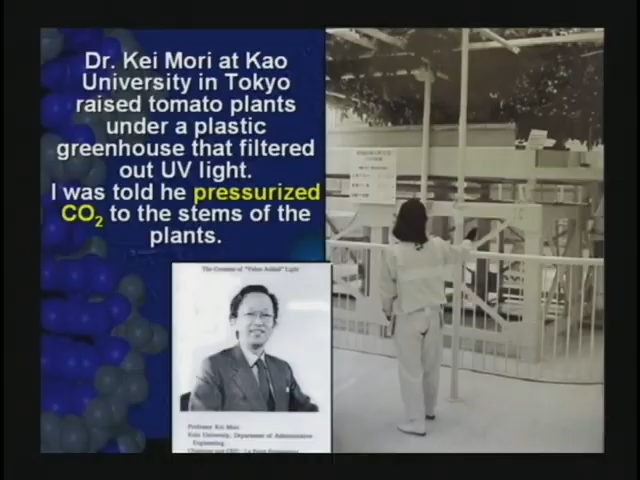 Dr. Kei Mori at Kao
University in Tokyo
raised tomato plants
under a plastic
greenhouse that filtered
out UV light.
I was told he pressurized
CO2 to the stems of the
plants.
The Creator of "Value Added" Light
Professor Kei Mori
Keio University, Department of Administrative
Engineering